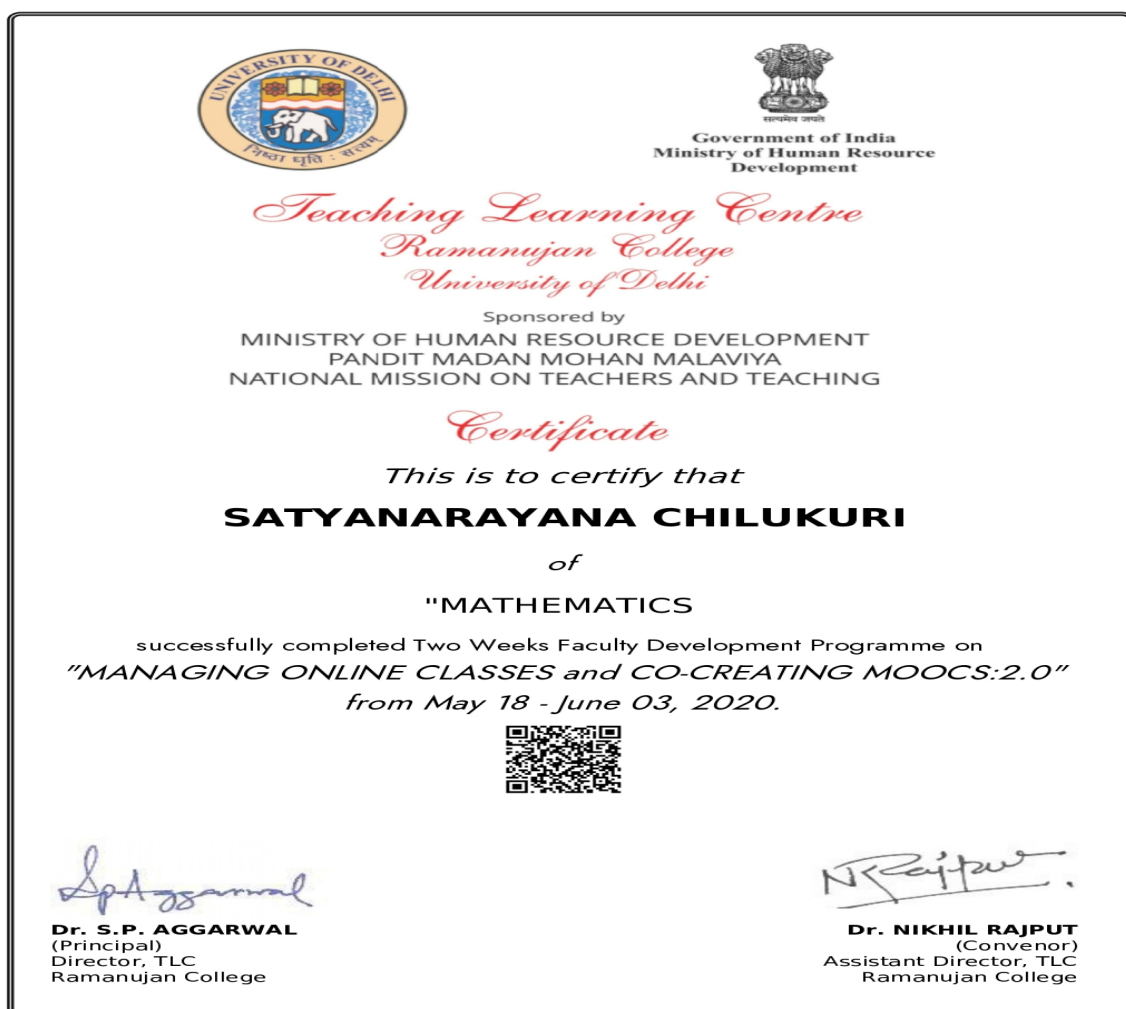 UNIVERSITY OF DELHI
निष्ठा धृति : सत्यम्
सत्यमेव जयते
Government of India
Ministry of Human Resource
Development
Teaching Learning Centre
Ramanujan College
University of Delhi
Sponsored by
MINISTRY OF HUMAN RESOURCE DEVELOPMENT
PANDIT MADAN MOHAN MALAVIYA
NATIONAL MISSION ON TEACHERS AND TEACHING
Certificate
This is to certify that
SATYANARAYANA CHILUKURI
of
"MATHEMATICS
successfully completed Two Weeks Faculty Development Programme on
"MANAGING ONLINE CLASSES and CO-CREATING MOOCS:2.0"
from May 18 - June 03, 2020.
SpAggarwal
NKRajput
Dr. S.P. AGGARWAL
(Principal)
Director, TLC
Ramanujan College
Dr. NIKHIL RAJPUT
(Convenor)
Assistant Director, TLC
Ramanujan College